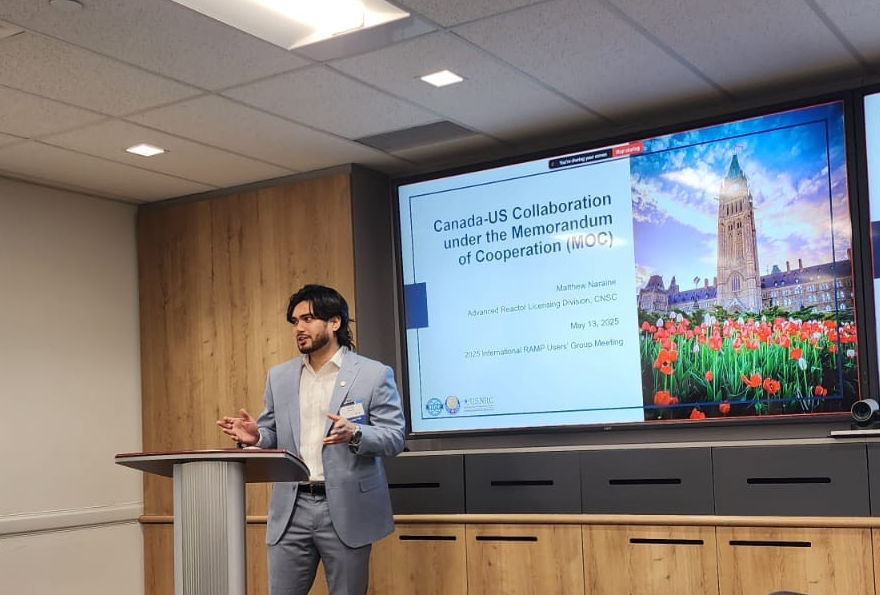 You're sharing your screen Stop sharing
Canada-US Collaboration
under the Memorandum
of Cooperation (MOC)
Matthew Naraine
Advanced Reactor Licensing Division, CNSC
May 13, 2025
2025 International RAMP Users' Group Meeting
U.S.NRC